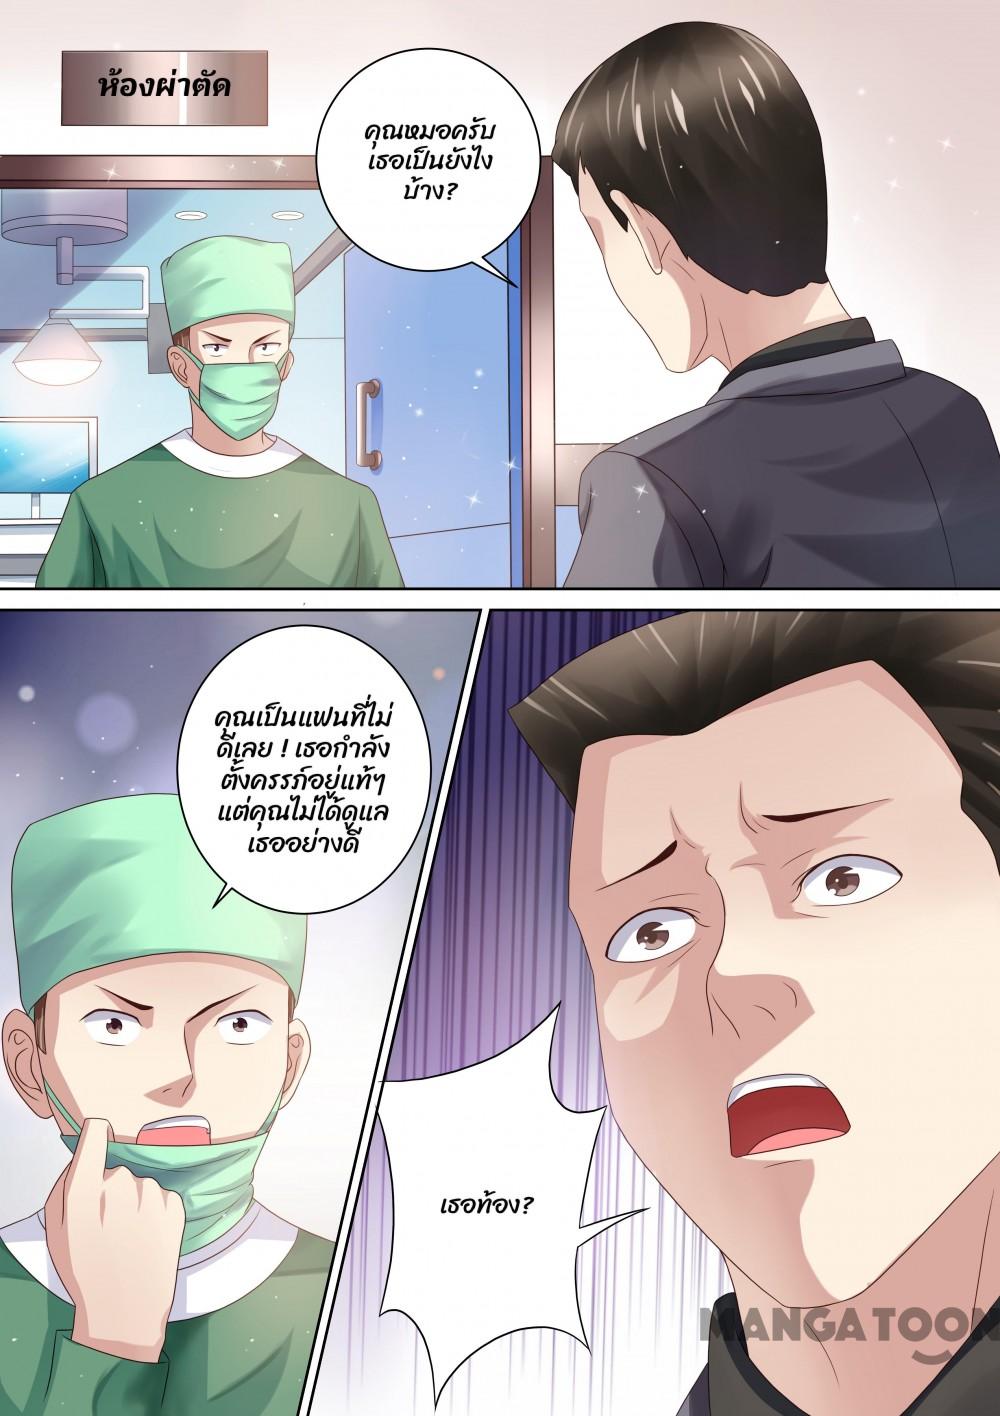 ห้องผ่าตัด
คุณหมอครับ
เธอเป็นยังไง
บ้าง?
คุณเป็นแฟนที่ไม่
ดีเลย ! เธอกำลัง
ตั้งครรภ์อยู่แท้ๆ
แต่คุณไม่ได้ดูแล
เธออย่างดี
เธอท้อง?
MANGATOON